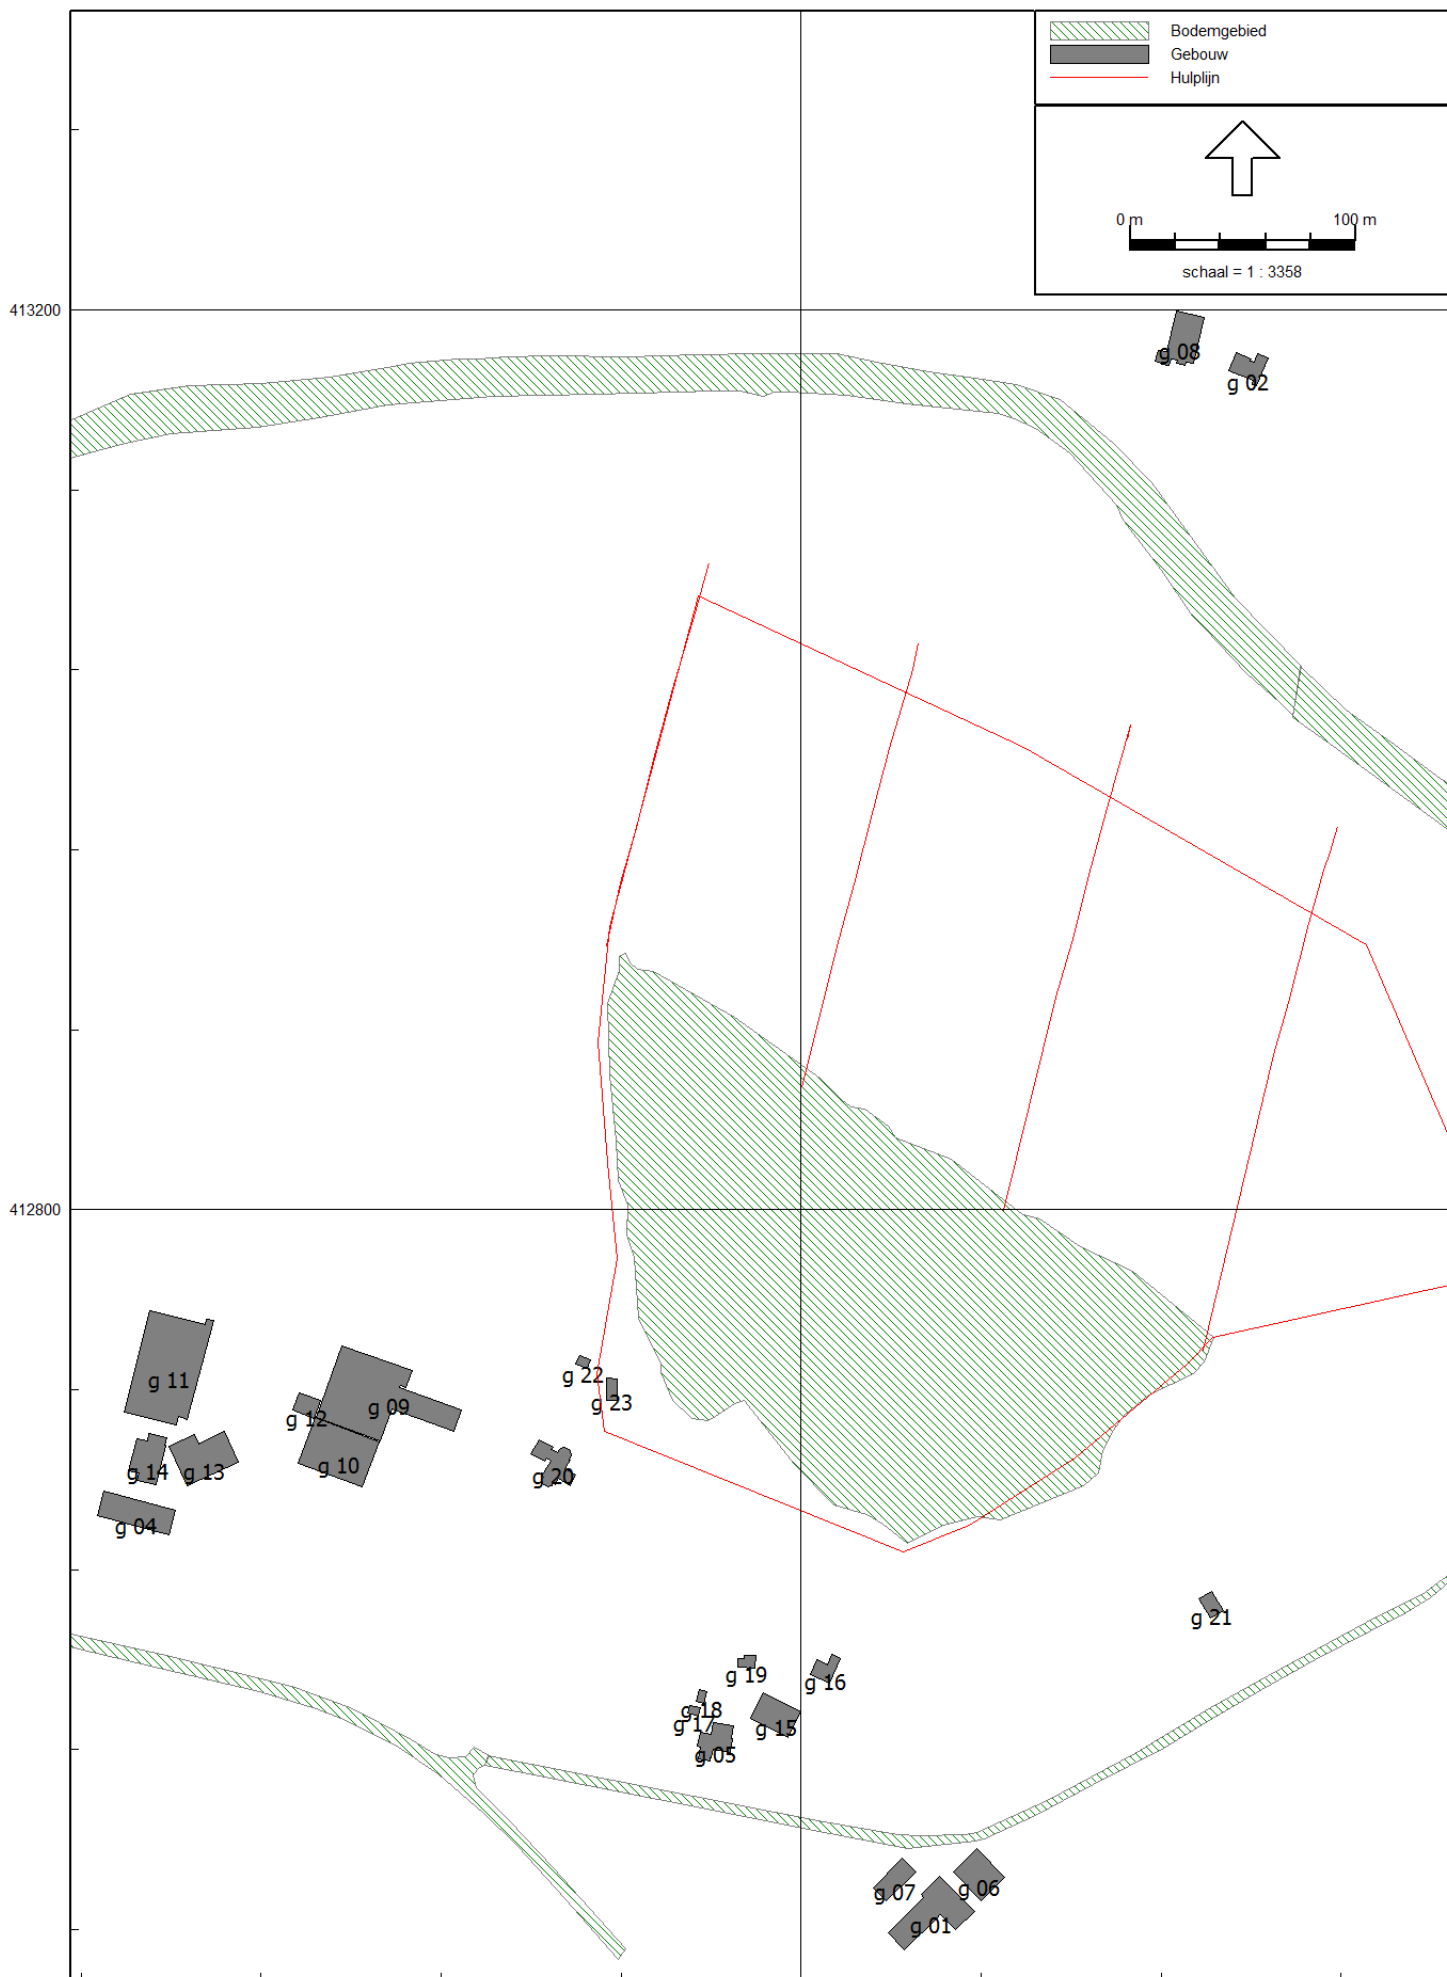 Bodemgebied
Gebouw
Hulplijn
0 m 100 m
schaal = 1 : 3358
413200
g 08
g 02
412800
g 22
g 11
g 23
g 09
g 12
g 14
g 13
g 10
g 20
g 04
g 21
g 19
g 16
g 18
g 17
g 15
g 05
g 07
g 06
g 01